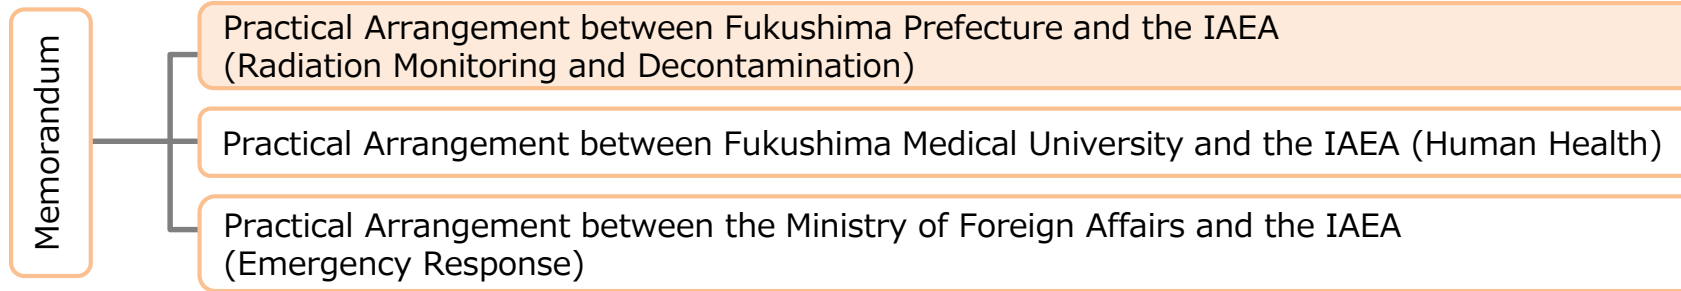 Memorandum
Practical Arrangement between Fukushima Prefecture and the IAEA
(Radiation Monitoring and Decontamination)
Practical Arrangement between Fukushima Medical University and the IAEA (Human Health)
Practical Arrangement between the Ministry of Foreign Affairs and the IAEA
(Emergency Response)